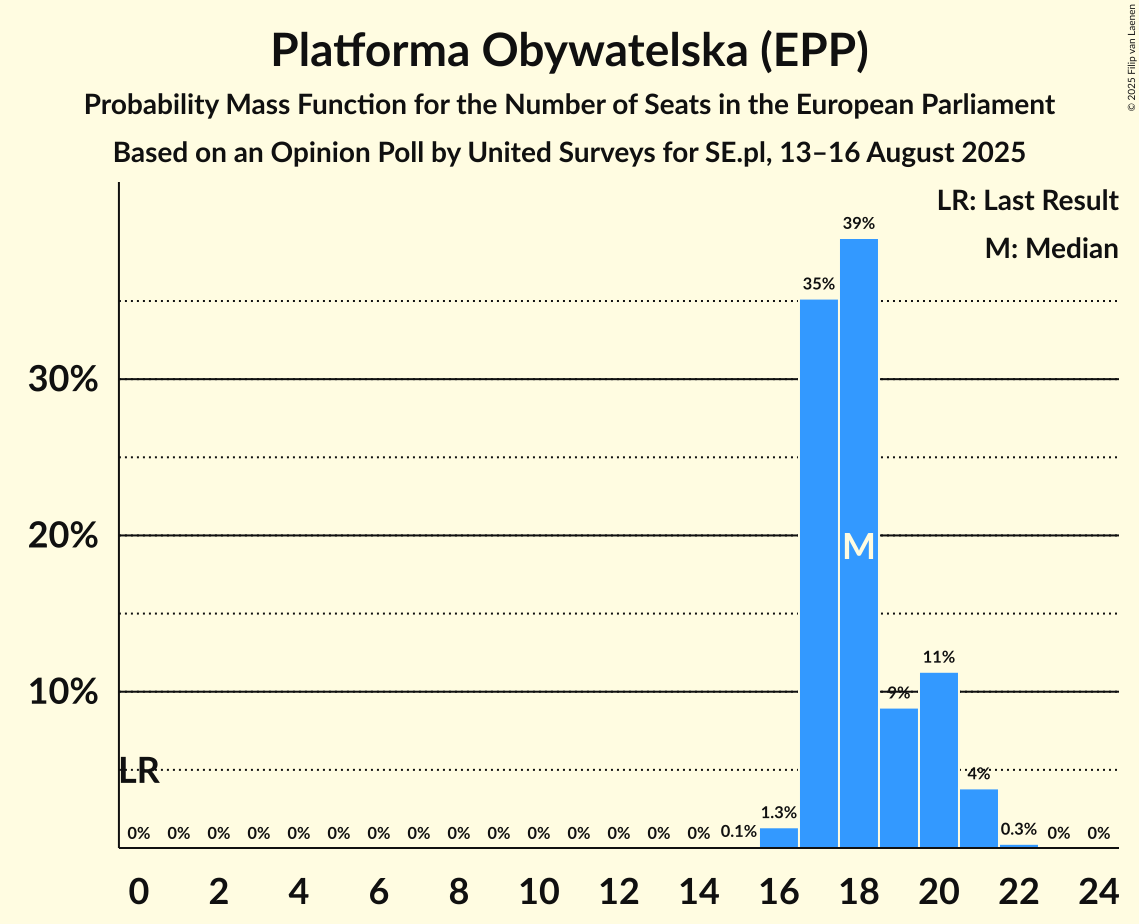 Platforma Obywatelska (EPP)
Probability Mass Function for the Number of Seats in the European Parliament
Based on an Opinion Poll by United Surveys for SE.pl, 13–16 August 2025
© 2025 Filip van Laenen
LR: Last Result
M: Median
39%
35%
30%
20%
M
11%
10%
9%
LR
4%
1.3%
0% 0% 0% 0% 0% 0% 0% 0% 0% 0% 0% 0% 0% 0% 0% 0.1% 0.3% 0% 0%
0 2 4 6 8 10 12 14 16 18 20 22 24